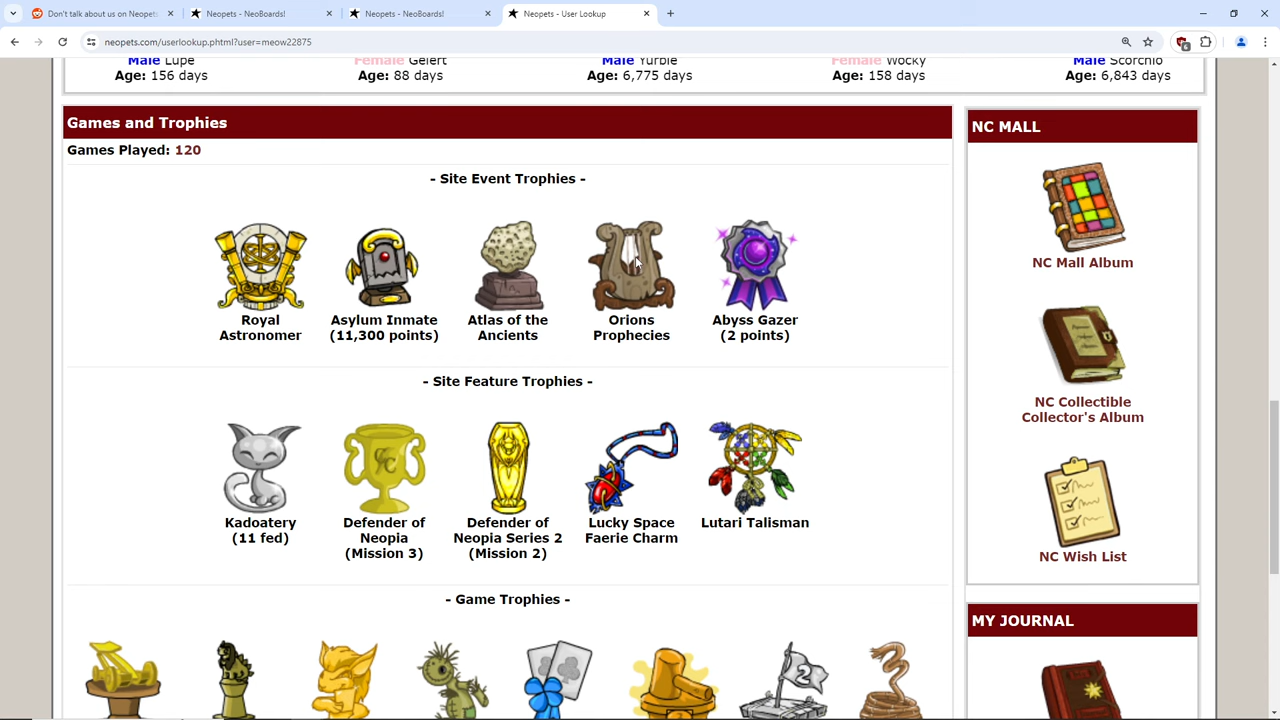 Don't talk about us on Neopets
Neopets - NeoBoards!
Neopets - NeoBoards!
Neopets - User Lookup
neopets.com/userlookup.phtml?user=meow22875
6
Male Lupe
Age: 156 days
Female Gelert
Age: 88 days
Male Yurble
Age: 6,775 days
Female Wocky
Age: 158 days
Male Scorchio
Age: 6,843 days
Games and Trophies
Games Played: 120
- Site Event Trophies -
Royal
Astronomer
Asylum Inmate
(11,300 points)
Atlas of the
Ancients
Orions
Prophecies
Abyss Gazer
(2 points)
- Site Feature Trophies -
Kadoatery
(11 fed)
Defender of
Neopia
(Mission 3)
Defender of
Neopia Series 2
(Mission 2)
Lucky Space
Faerie Charm
Lutari Talisman
- Game Trophies -
2
NC MALL
NC Mall Album
NC Collectible
Collector's Album
NC Wish List
MY JOURNAL